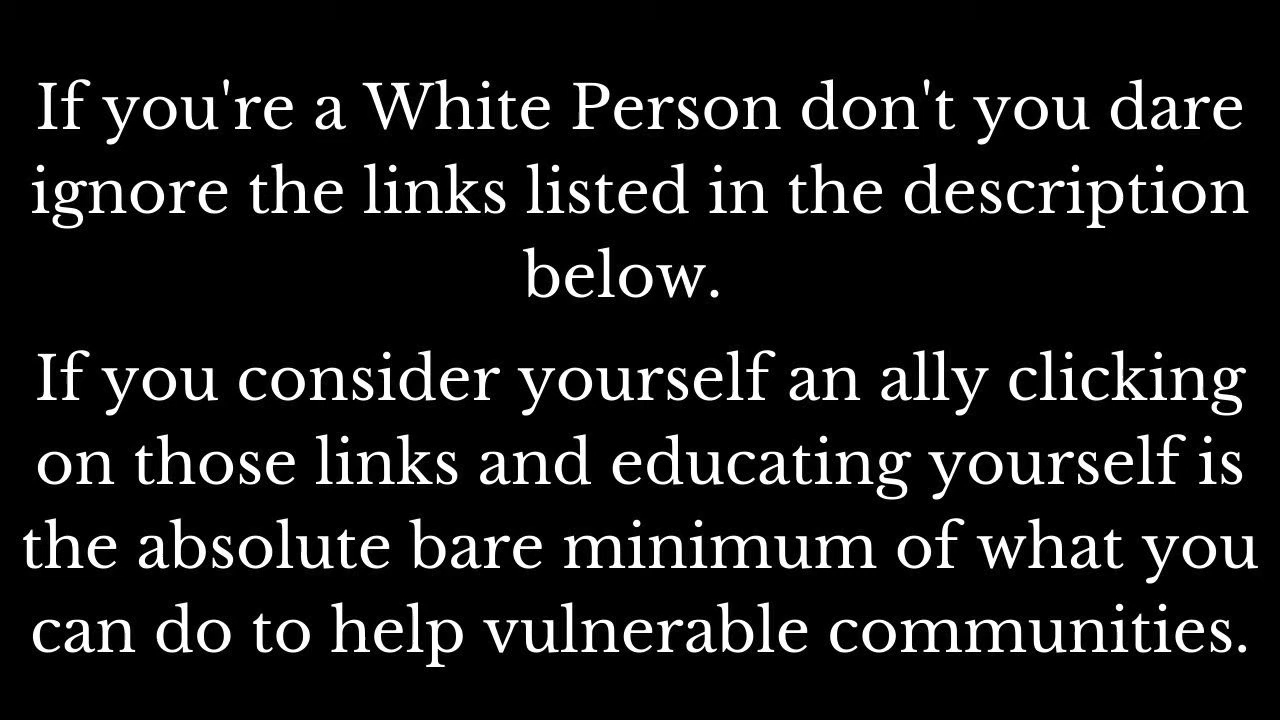 If you're a White Person don't you dare
ignore the links listed in the description
below.
If you consider yourself an ally clicking
on those links and educating yourself is
the absolute bare minimum of what you
can do to help vulnerable communities.